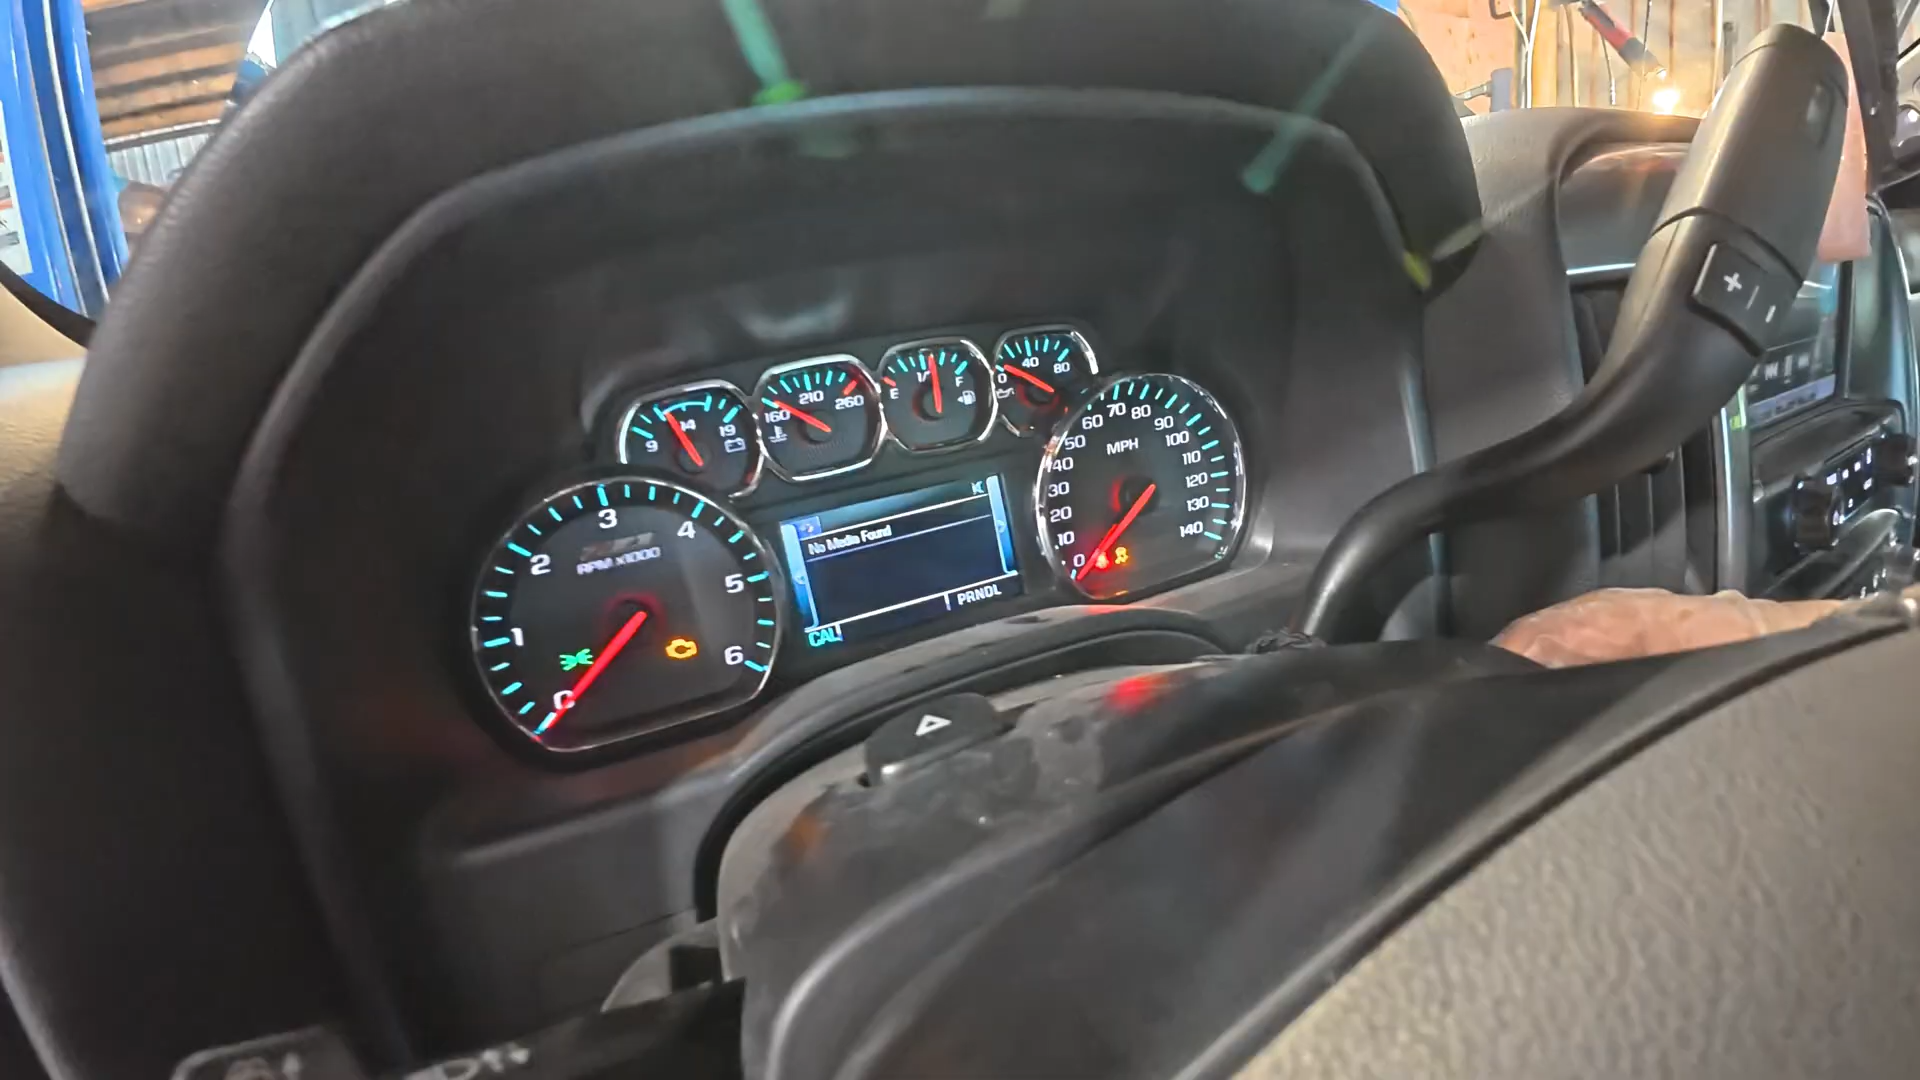 9 14 19
160 210 260
E 1/ F
0 40 80
0 1 2 3 4 5 6
RPM x1000
No Media Found
PRNDL
CAL
0 10 20 30 40 50 60 70 80 90 100 110 120 130 140
MPH
+ -